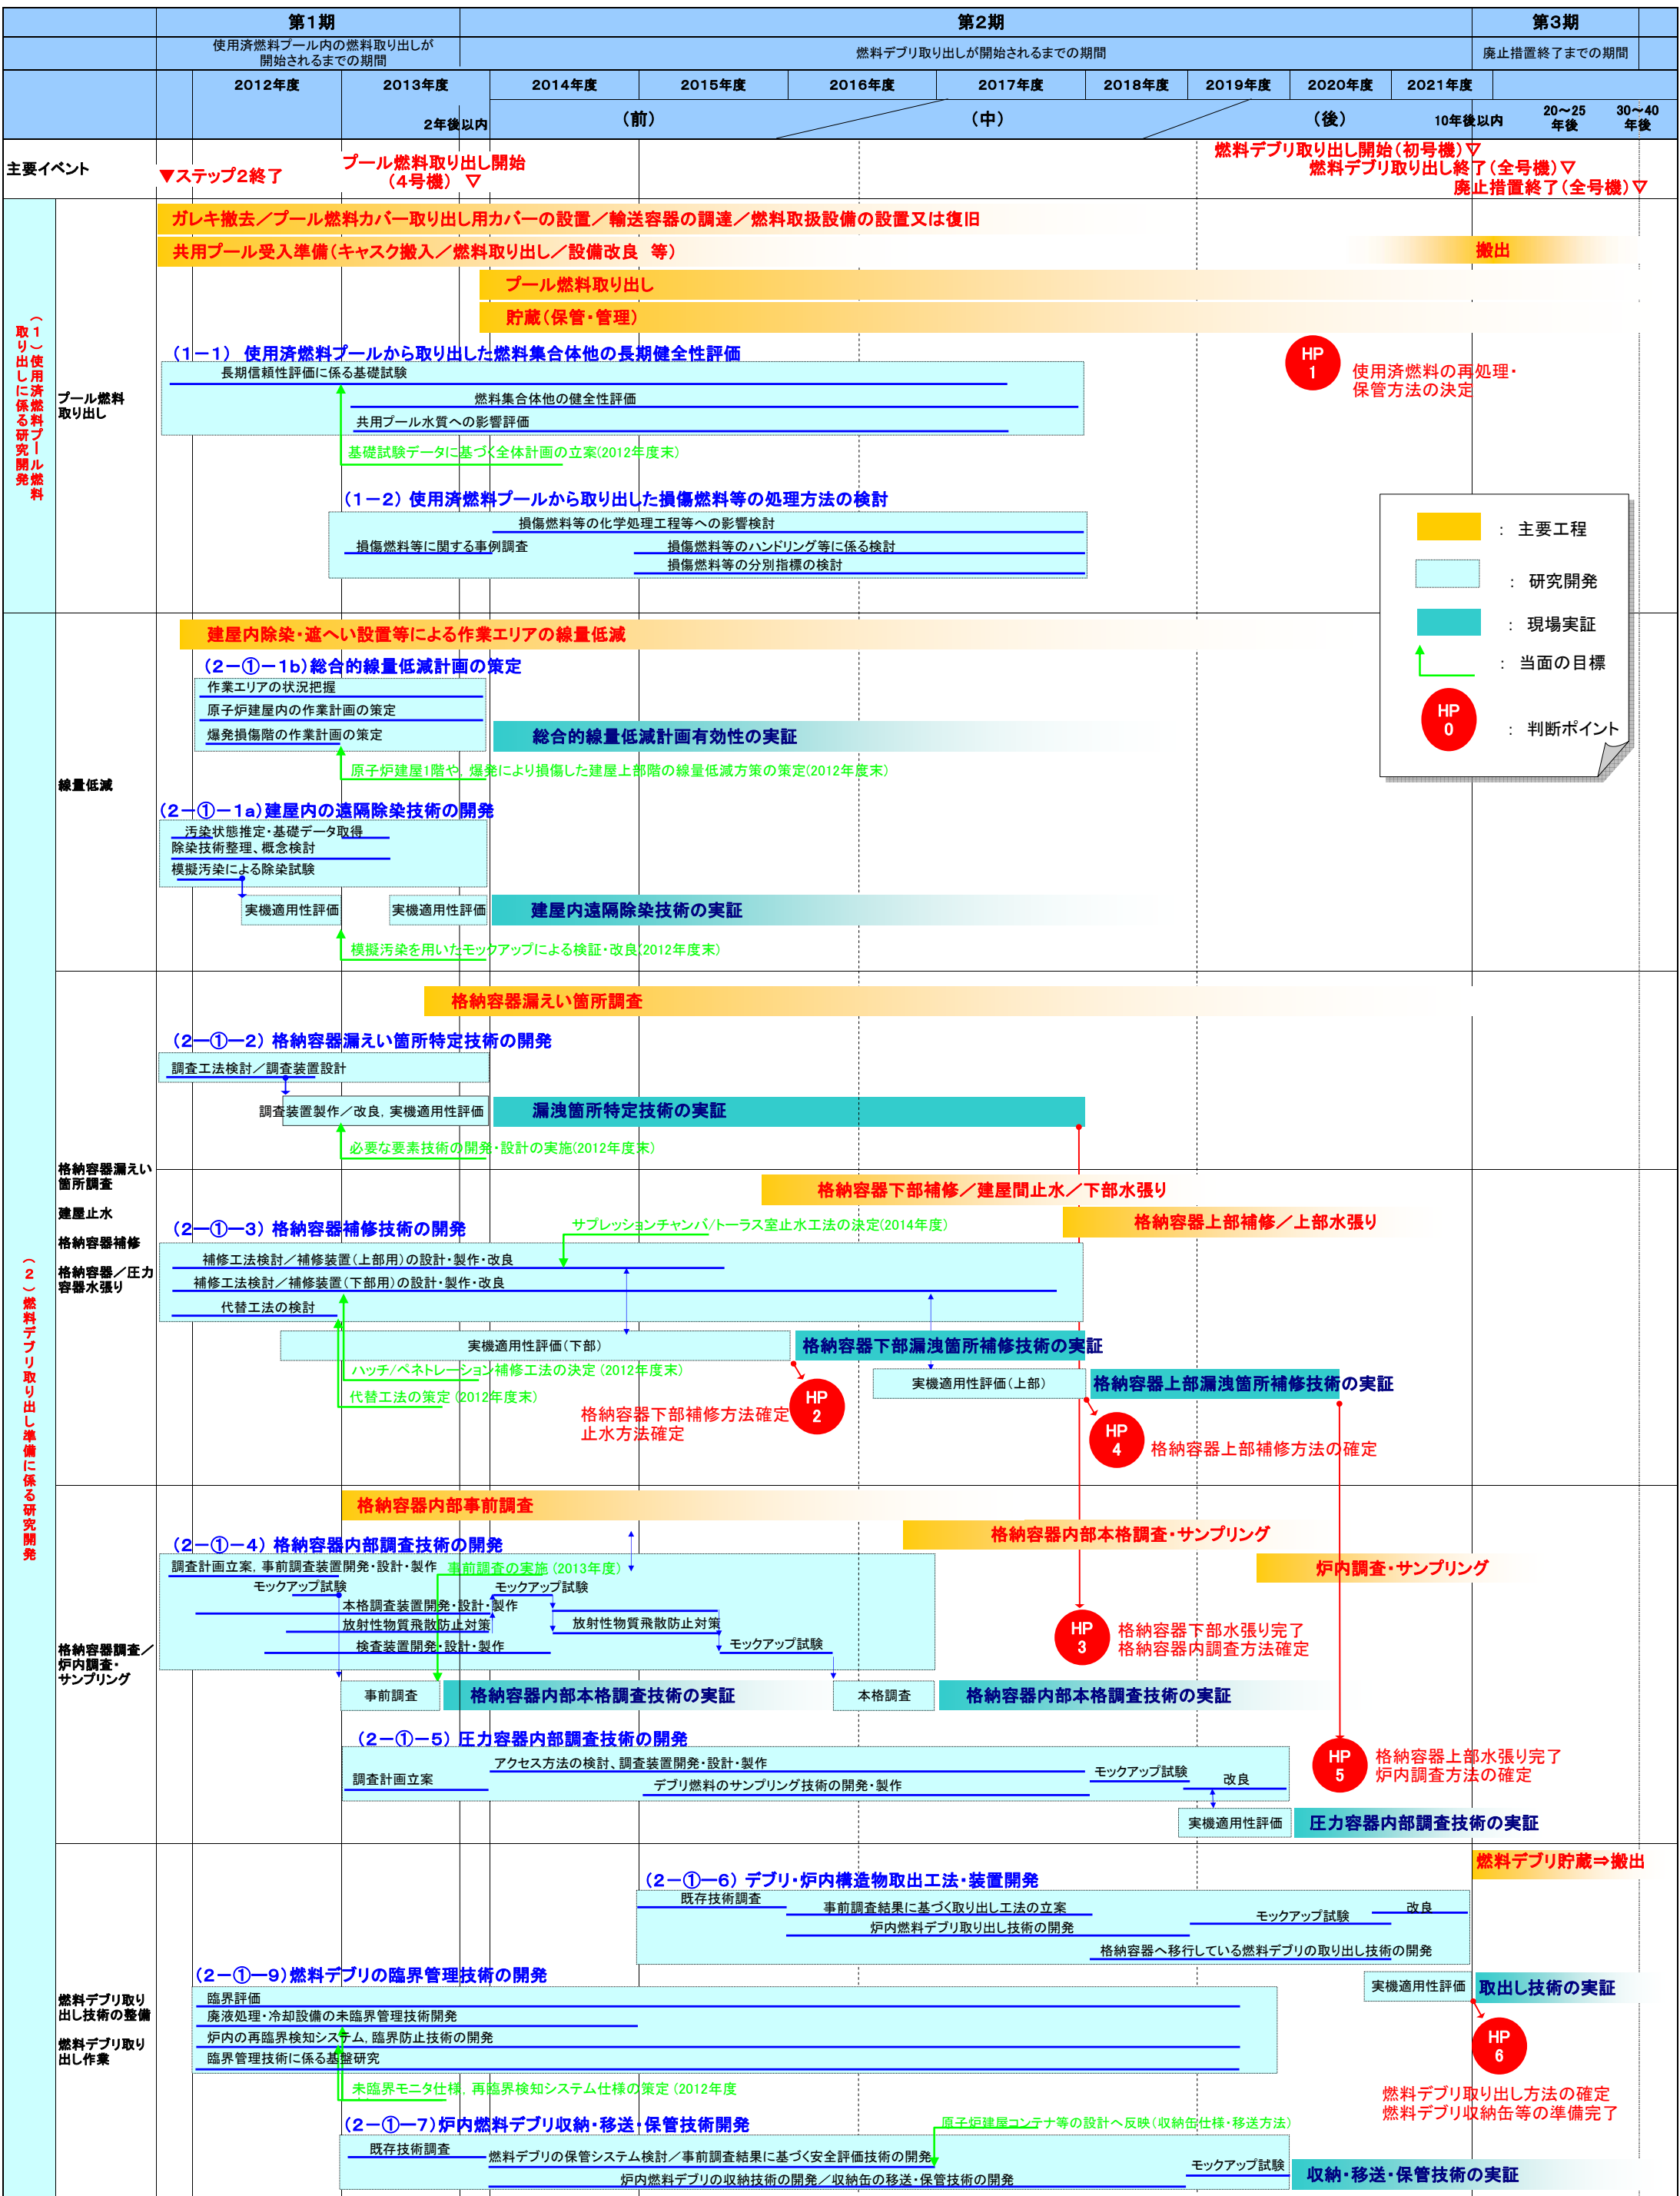 第1期
第2期
第3期
使用済燃料プール内の燃料取り出しが
開始されるまでの期間
燃料デブリ取り出しが開始されるまでの期間
廃止措置終了までの期間
2012年度
2013年度
2014年度
2015年度
2016年度
2017年度
2018年度
2019年度
2020年度
2021年度
2年後以内
（前）
（中）
（後）
10年後以内
20～25
年後
30～40
年後
主要イベント
▼ステップ2終了
プール燃料取り出し開始
（4号機） ▽
燃料デブリ取り出し開始（初号機）▽
燃料デブリ取り出し終了（全号機）▽
廃止措置終了（全号機）▽
（1）使用済燃料プール燃料
取り出しに係る研究開発
プール燃料
取り出し
ガレキ撤去／プール燃料カバー取り出し用カバーの設置／輸送容器の調達／燃料取扱設備の設置又は復旧
共用プール受入準備（キャスク搬入／燃料取り出し／設備改良 等）
搬出
プール燃料取り出し
貯蔵（保管・管理）
（1－1） 使用済燃料プールから取り出した燃料集合体他の長期健全性評価
長期信頼性評価に係る基礎試験
燃料集合体他の健全性評価
共用プール水質への影響評価
基礎試験データに基づく全体計画の立案(2012年度末)
HP
1
使用済燃料の再処理・
保管方法の決定
（1－2） 使用済燃料プールから取り出した損傷燃料等の処理方法の検討
損傷燃料等の化学処理工程等への影響検討
損傷燃料等に関する事例調査
損傷燃料等のハンドリング等に係る検討
損傷燃料等の分別指標の検討
： 主要工程
： 研究開発
： 現場実証
： 当面の目標
HP
0
： 判断ポイント
（2）燃料デブリ取り出し準備に係る研究開発
線量低減
建屋内除染・遮へい設置等による作業エリアの線量低減
（2－①－1b）総合的線量低減計画の策定
作業エリアの状況把握
原子炉建屋内の作業計画の策定
爆発損傷階の作業計画の策定
総合的線量低減計画有効性の実証
原子炉建屋1階や，爆発により損傷した建屋上部階の線量低減方策の策定(2012年度末)
（2－①－1a）建屋内の遠隔除染技術の開発
汚染状態推定・基礎データ取得
除染技術整理、概念検討
模擬汚染による除染試験
実機適用性評価
実機適用性評価
建屋内遠隔除染技術の実証
模擬汚染を用いたモックアップによる検証・改良(2012年度末)
格納容器漏えい
箇所調査
建屋止水
格納容器補修
格納容器／圧力
容器水張り
格納容器漏えい箇所調査
（2－①－2） 格納容器漏えい箇所特定技術の開発
調査工法検討／調査装置設計
調査装置製作／改良，実機適用性評価
漏洩箇所特定技術の実証
必要な要素技術の開発・設計の実施(2012年度末)
格納容器下部補修／建屋間止水／下部水張り
格納容器上部補修／上部水張り
（2－①－3） 格納容器補修技術の開発
サプレッションチャンバ/トーラス室止水工法の決定(2014年度)
補修工法検討／補修装置（上部用）の設計・製作・改良
補修工法検討／補修装置（下部用）の設計・製作・改良
代替工法の検討
実機適用性評価（下部）
格納容器下部漏洩箇所補修技術の実証
ハッチ/ペネトレーション補修工法の決定 (2012年度末)
代替工法の策定 (2012年度末)
実機適用性評価（上部）
格納容器上部漏洩箇所補修技術の実証
格納容器下部補修方法確定
止水方法確定
HP
2
HP
4
格納容器上部補修方法の確定
格納容器調査／
炉内調査・
サンプリング
格納容器内部事前調査
格納容器内部本格調査・サンプリング
炉内調査・サンプリング
（2－①－4） 格納容器内部調査技術の開発
調査計画立案，事前調査装置開発・設計・製作
事前調査の実施 (2013年度)
モックアップ試験
モックアップ試験
本格調査装置開発・設計・製作
放射性物質飛散防止対策
放射性物質飛散防止対策
検査装置開発・設計・製作
モックアップ試験
HP
3
格納容器下部水張り完了
格納容器内調査方法確定
事前調査
格納容器内部本格調査技術の実証
本格調査
格納容器内部本格調査技術の実証
（2－①－5） 圧力容器内部調査技術の開発
調査計画立案
アクセス方法の検討、調査装置開発・設計・製作
デブリ燃料のサンプリング技術の開発・製作
モックアップ試験
改良
HP
5
格納容器上部水張り完了
炉内調査方法の確定
実機適用性評価
圧力容器内部調査技術の実証
燃料デブリ取り
出し技術の整備
燃料デブリ取り
出し作業
燃料デブリ貯蔵⇒搬出
（2－①－6） デブリ・炉内構造物取出工法・装置開発
既存技術調査
事前調査結果に基づく取り出し工法の立案
炉内燃料デブリ取り出し技術の開発
モックアップ試験
改良
格納容器へ移行している燃料デブリの取り出し技術の開発
（2－①－9）燃料デブリの臨界管理技術の開発
臨界評価
廃液処理・冷却設備の未臨界管理技術開発
炉内の再臨界検知システム，臨界防止技術の開発
臨界管理技術に係る基盤研究
未臨界モニタ仕様，再臨界検知システム仕様の策定 (2012年度
実機適用性評価
取出し技術の実証
HP
6
燃料デブリ取り出し方法の確定
燃料デブリ収納缶等の準備完了
（2－①－7）炉内燃料デブリ収納・移送・保管技術開発
原子炉建屋コンテナ等の設計へ反映（収納缶仕様・移送方法）
既存技術調査
燃料デブリの保管システム検討／事前調査結果に基づく安全評価技術の開発
炉内燃料デブリの収納技術の開発／収納缶の移送・保管技術の開発
モックアップ試験
収納・移送・保管技術の実証